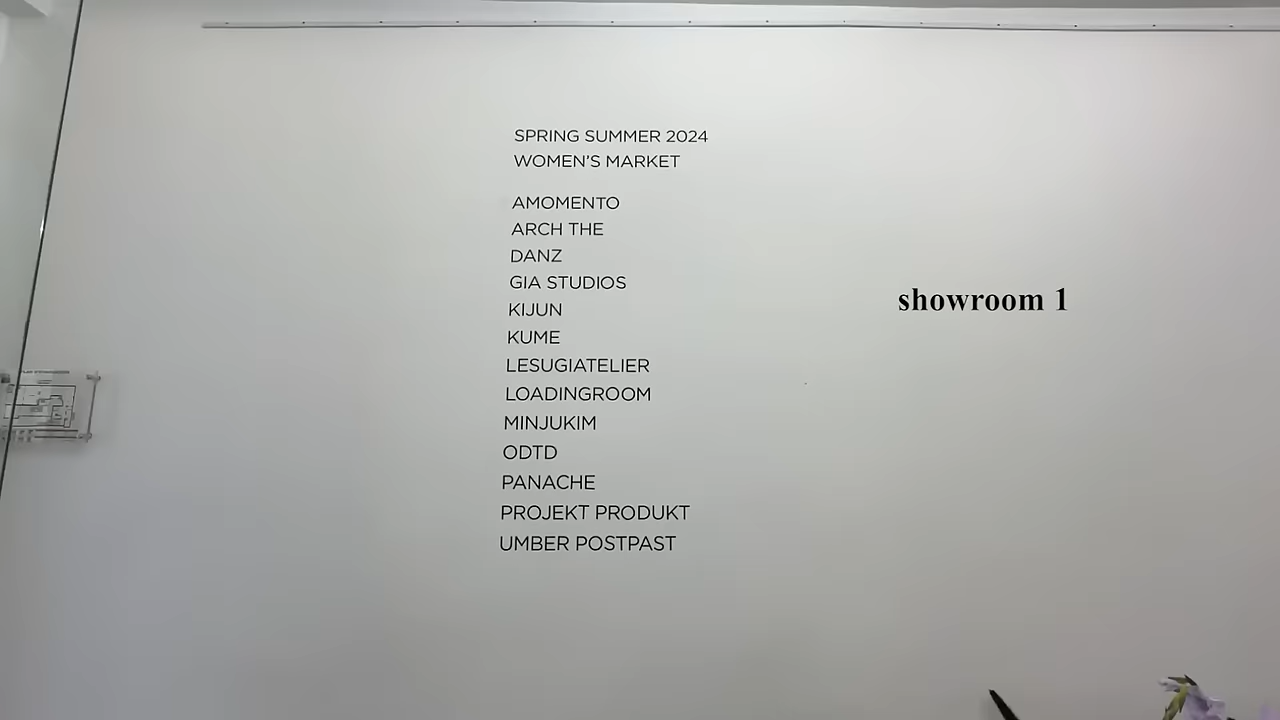 SPRING SUMMER 2024
WOMEN'S MARKET
AMOMENTO
ARCH THE
DANZ
GIA STUDIOS
KIJUN
KUME
LESUGIATELIER
LOADINGROOM
MINJUKIM
ODTD
PANACHE
PROJEKT PRODUKT
UMBER POSTPAST
showroom 1